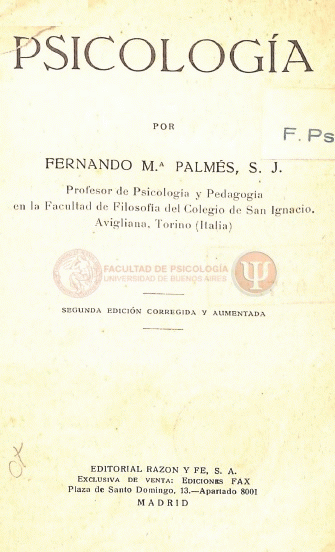 PSICOLOGÍA
POR
F. Ps
FERNANDO M.ª PALMÉS, S. J.
Profesor de Psicología y Pedagogía
en la Facultad de Filosofía del Colegio de San Ignacio.
Avigliana, Torino (Italia)
FACULTAD DE PSICOLOGÍA
UNIVERSIDAD DE BUENOS AIRES
SEGUNDA EDICIÓN CORREGIDA Y AUMENTADA
EDITORIAL RAZON Y FE, S. A.
EXCLUSIVA DE VENTA: EDICIONES FAX
Plaza de Santo Domingo, 13.—Apartado 8001
MADRID